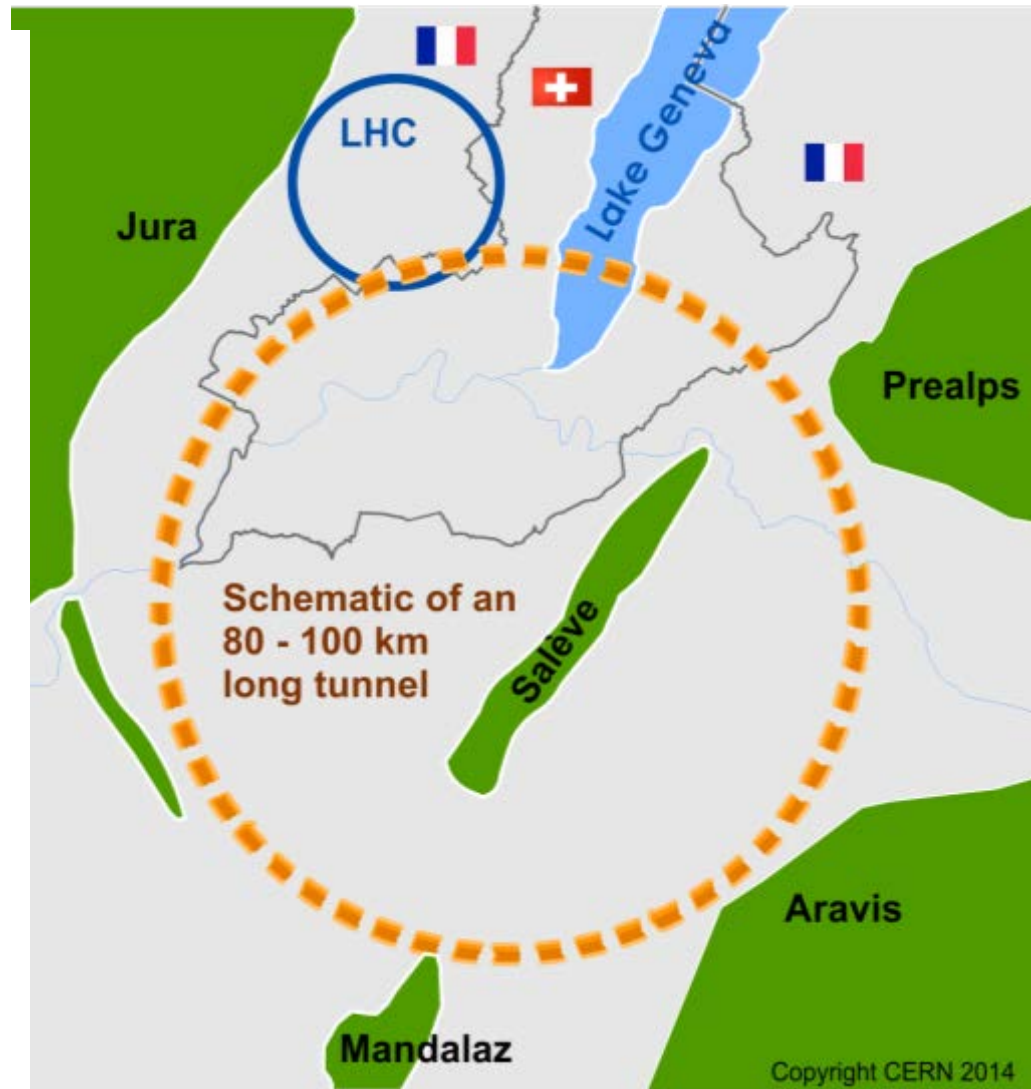 LHC
Lake Geneva
Jura
Prealps
Schematic of an
80 - 100 km
long tunnel
Salève
Aravis
Mandalaz
Copyright CERN 2014